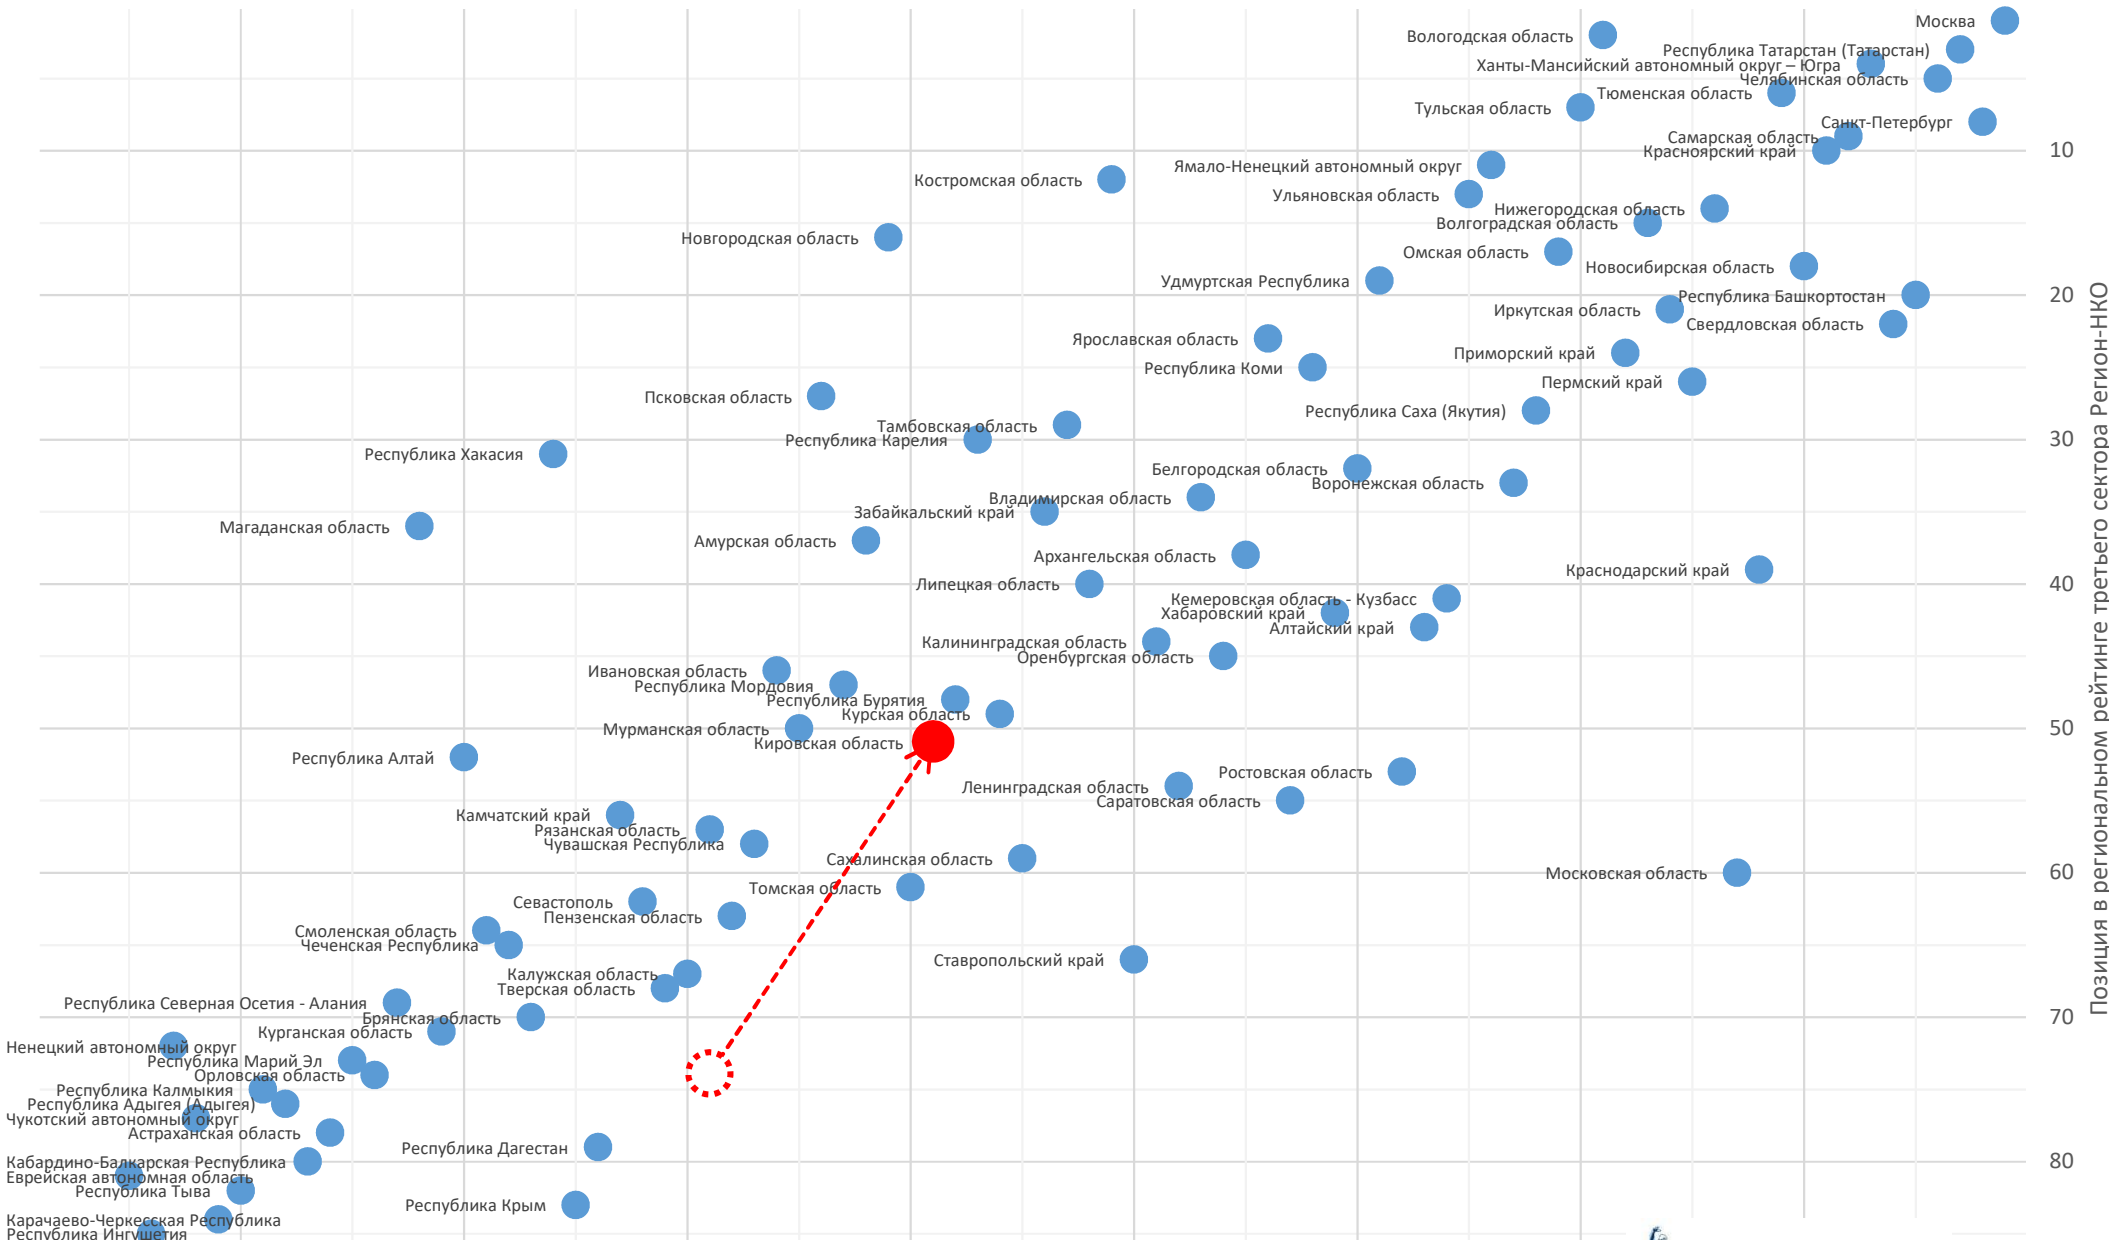 Москва
Вологодская область
Республика Татарстан (Татарстан)
Ханты-Мансийский автономный округ – Югра
Челябинская область
Тюменская область
Тульская область
Санкт-Петербург
Самарская область
Красноярский край
10
Ямало-Ненецкий автономный округ
Костромская область
Ульяновская область
Нижегородская область
Волгоградская область
Новгородская область
Омская область
Новосибирская область
Удмуртская Республика
Республика Башкортостан
20
Иркутская область
Свердловская область
Ярославская область
Приморский край
Республика Коми
Пермский край
Псковская область
Республика Саха (Якутия)
Тамбовская область
Республика Карелия
30
Республика Хакасия
Белгородская область
Воронежская область
Владимирская область
Забайкальский край
Магаданская область
Амурская область
Архангельская область
Краснодарский край
Липецкая область
40
Кемеровская область - Кузбасс
Хабаровский край
Алтайский край
Калининградская область
Оренбургская область
Ивановская область
Республика Мордовия
Республика Бурятия
Курская область
Мурманская область
50
Кировская область
Республика Алтай
Ростовская область
Ленинградская область
Саратовская область
Камчатский край
Рязанская область
Чувашская Республика
Сахалинская область
Московская область
60
Томская область
Севастополь
Пензенская область
Смоленская область
Чеченская Республика
Ставропольский край
Калужская область
Тверская область
Республика Северная Осетия - Алания
Брянская область
70
Курганская область
Ненецкий автономный округ
Республика Марий Эл
Орловская область
Республика Калмыкия
Республика Адыгея (Адыгея)
Чукотский автономный округ
Астраханская область
Республика Дагестан
Кабардино-Балкарская Республика
80
Еврейская автономная область
Республика Тыва
Республика Крым
Карачаево-Черкесская Республика
Республика Ингушетия
Позиция в региональном рейтинге третьего сектора Регион-НКО